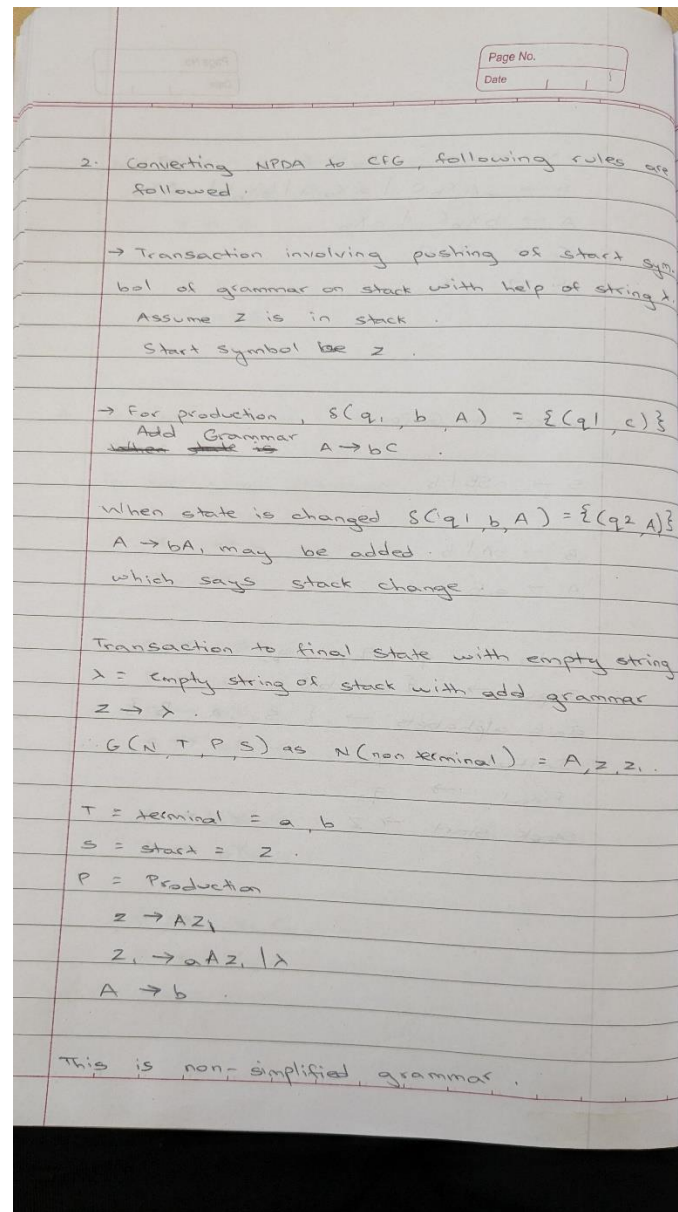 Page No.
Date
2. Converting NPDA to CFG, following rules are
followed.
→ Transaction involving pushing of start sym-
bol of grammar on stack with help of string λ.
Assume z is in stack.
Start symbol be z.
→ For production, δ(q1, b, A) = {(q1, c)}
Add Grammar
when state is A → bC.
When state is changed δ(q1, b, A) = {(q2, A)}
A → bA, may be added.
which says stack change.
Transaction to final state with empty string
λ = empty string of stack with add grammar
z → λ.
G(N, T, P, S) as N(non terminal) = A, z, z₁.
T = terminal = a, b
S = start = z.
P = Production
z → Az₁
z₁ → aAz₁ | λ
A → b.
This is non-simplified grammar.